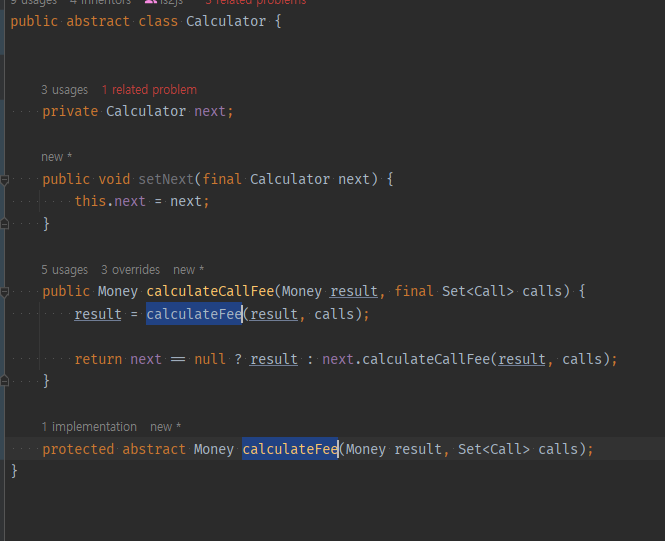 9 usages 4 inheritors is2js 5 related problems
public abstract class Calculator {
3 usages 1 related problem
private Calculator next;
new *
public void setNext(final Calculator next) {
this.next = next;
}
5 usages 3 overrides new *
public Money calculateCallFee(Money result, final Set<Call> calls) {
result = calculateFee(result, calls);
return next == null ? result : next.calculateCallFee(result, calls);
}
1 implementation new *
protected abstract Money calculateFee(Money result, Set<Call> calls);
}